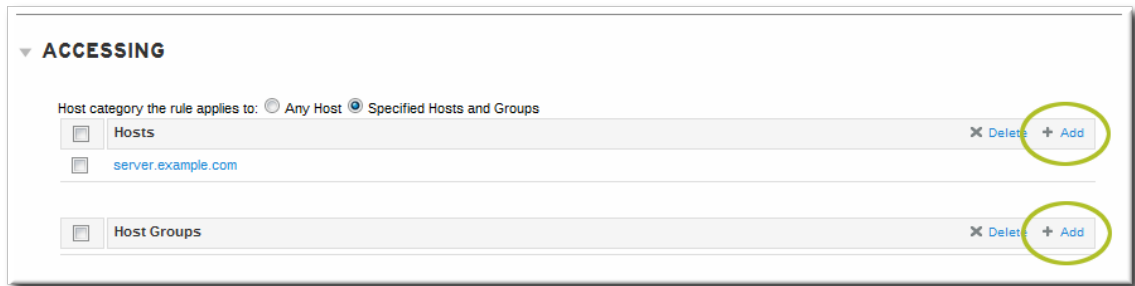 ACCESSING
Host category the rule applies to: Any Host Specified Hosts and Groups
Hosts Delete + Add
server.example.com
Host Groups Delete + Add